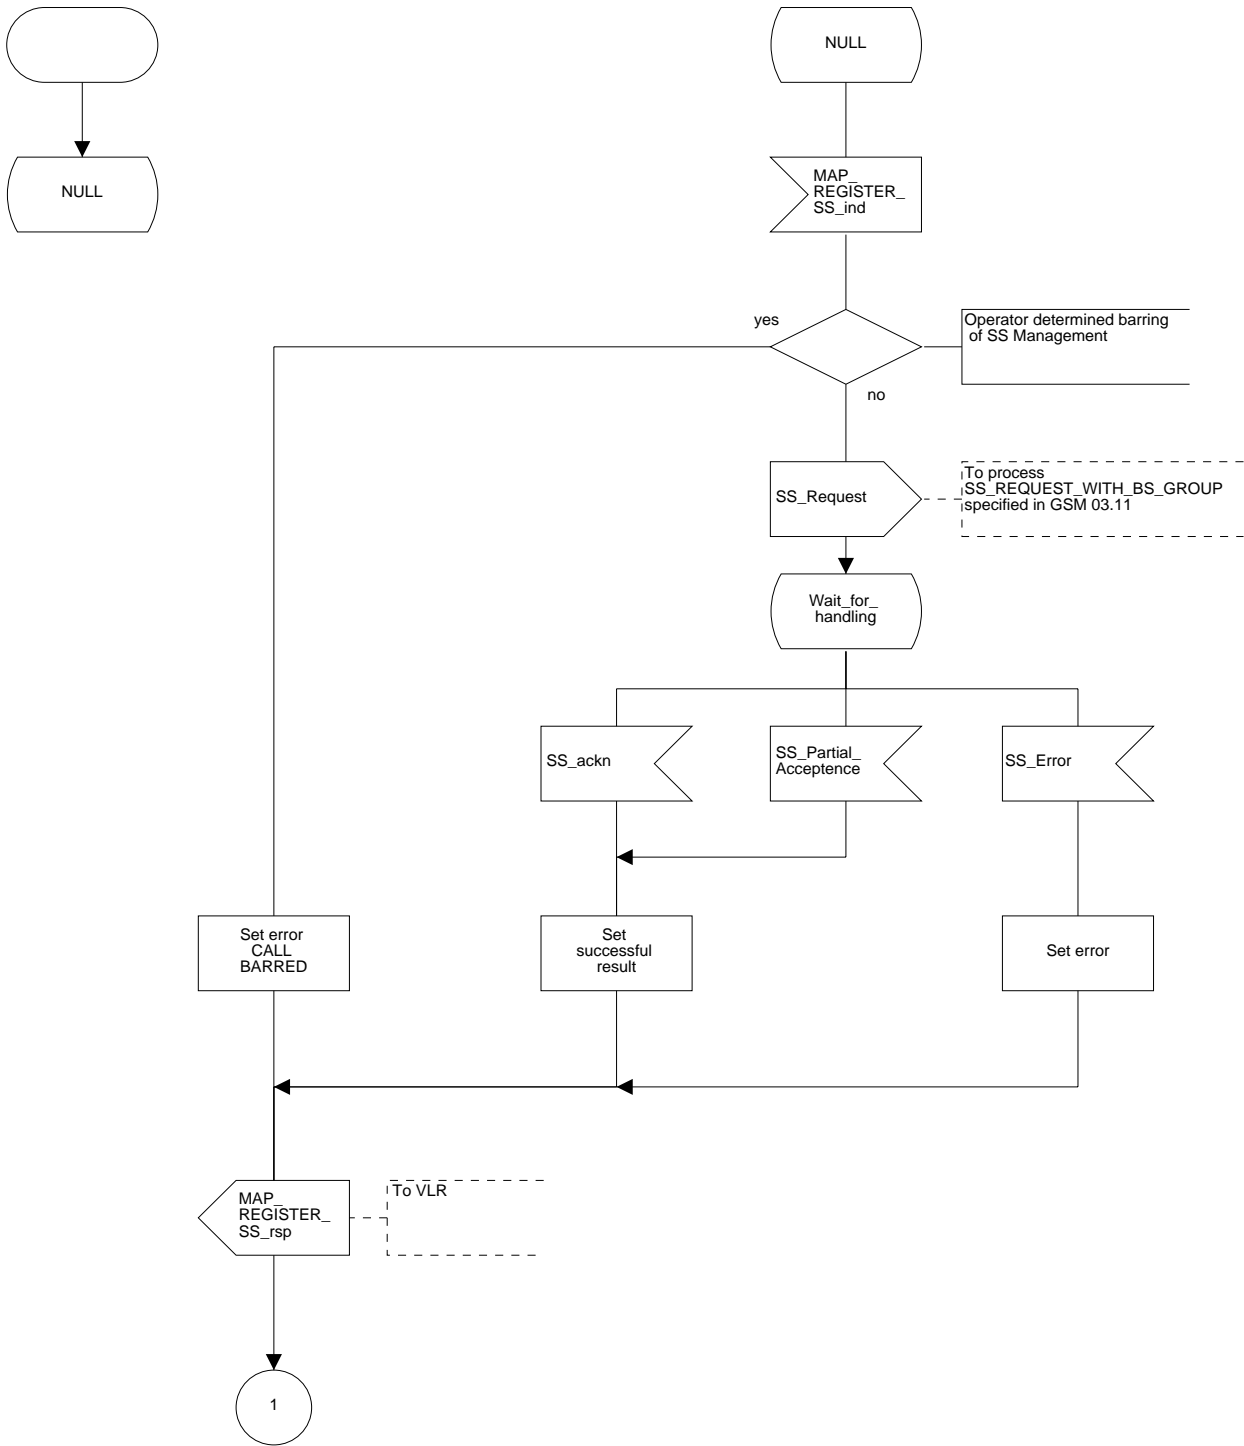 NULL
NULL
MAP_
REGISTER_
SS_ind
yes
Operator determined barring
of SS Management
no
SS_Request
To process
SS_REQUEST_WITH_BS_GROUP
specified in GSM 03.11
Wait_for_
handling
SS_ackn
SS_Partial_
Acceptence
SS_Error
Set error
CALL
BARRED
Set
successful
result
Set error
MAP_
REGISTER_
SS_rsp
To VLR
1